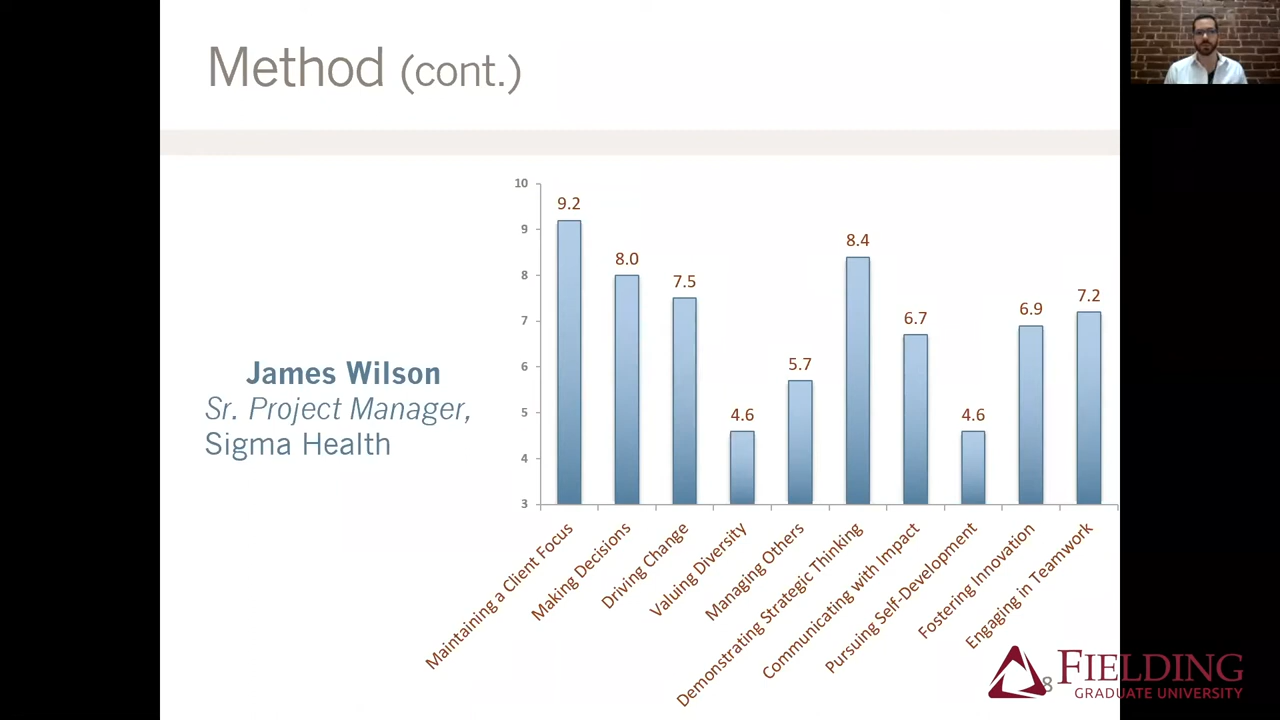 Method (cont.)
10
9
8
7
6
5
4
3
9.2
8.0
7.5
4.6
5.7
8.4
6.7
4.6
6.9
7.2
Maintaining a Client Focus
Making Decisions
Driving Change
Valuing Diversity
Managing Others
Demonstrating Strategic Thinking
Communicating with Impact
Pursuing Self-Development
Fostering Innovation
Engaging in Teamwork
James Wilson
Sr. Project Manager,
Sigma Health
8
FIELDING
GRADUATE UNIVERSITY